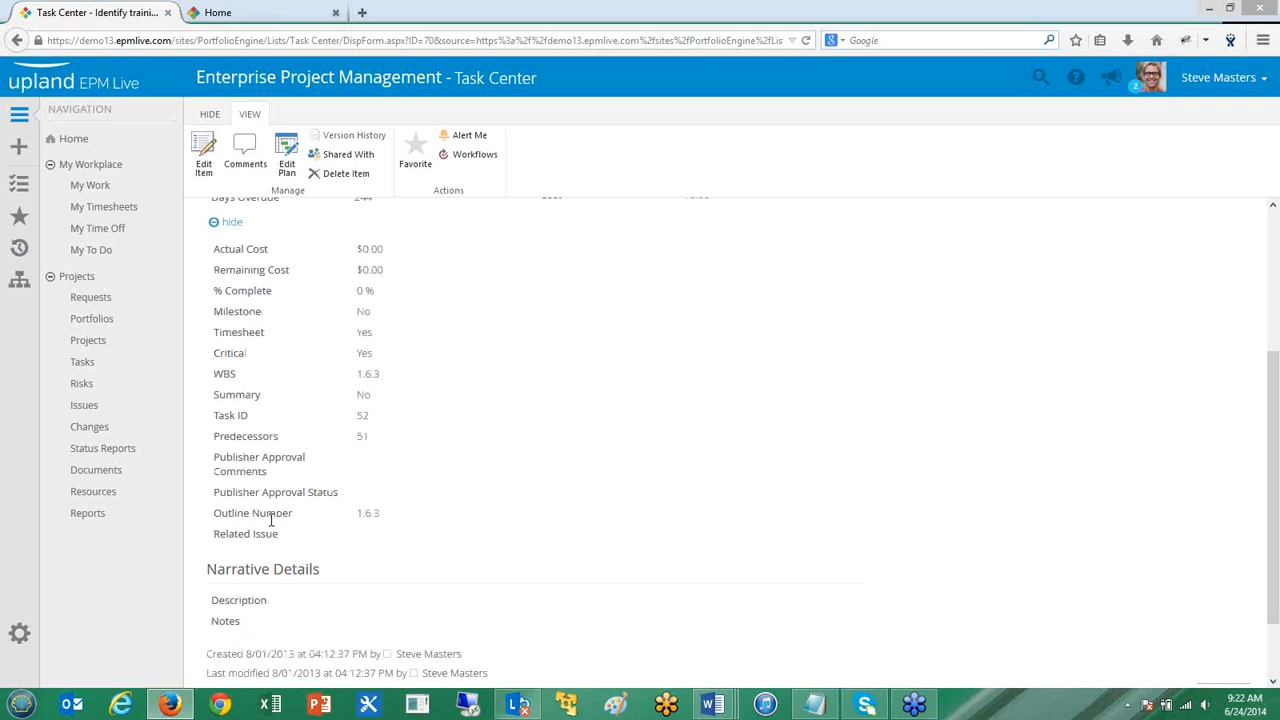 Task Center - Identify traini...
Home
https://demo13.epmlive.com/sites/PortfolioEngine/Lists/Task Center/DispForm.aspx?ID=70&source=https%3a%2f%2fdemo13.epmlive.com%2fsites%2fPortfolioEngine%2fLis
Google
upland EPM Live
Enterprise Project Management - Task Center
2
Steve Masters
NAVIGATION
Home
My Workplace
My Work
My Timesheets
My Time Off
My To Do
Projects
Requests
Portfolios
Projects
Tasks
Risks
Issues
Changes
Status Reports
Documents
Resources
Reports
HIDE
VIEW
Edit Item
Comments
Edit Plan
Version History
Shared With
Delete Item
Manage
Favorite
Alert Me
Workflows
Actions
Days Overdue 244
hide
Actual Cost $0.00
Remaining Cost $0.00
% Complete 0 %
Milestone No
Timesheet Yes
Critical Yes
WBS 1.6.3
Summary No
Task ID 52
Predecessors 51
Publisher Approval
Comments
Publisher Approval Status
Outline Number 1.6.3
Related Issue
Narrative Details
Description
Notes
Created 8/01/2013 at 04:12:37 PM by Steve Masters
Last modified 8/01/2013 at 04:12:37 PM by Steve Masters
9:22 AM
6/24/2014